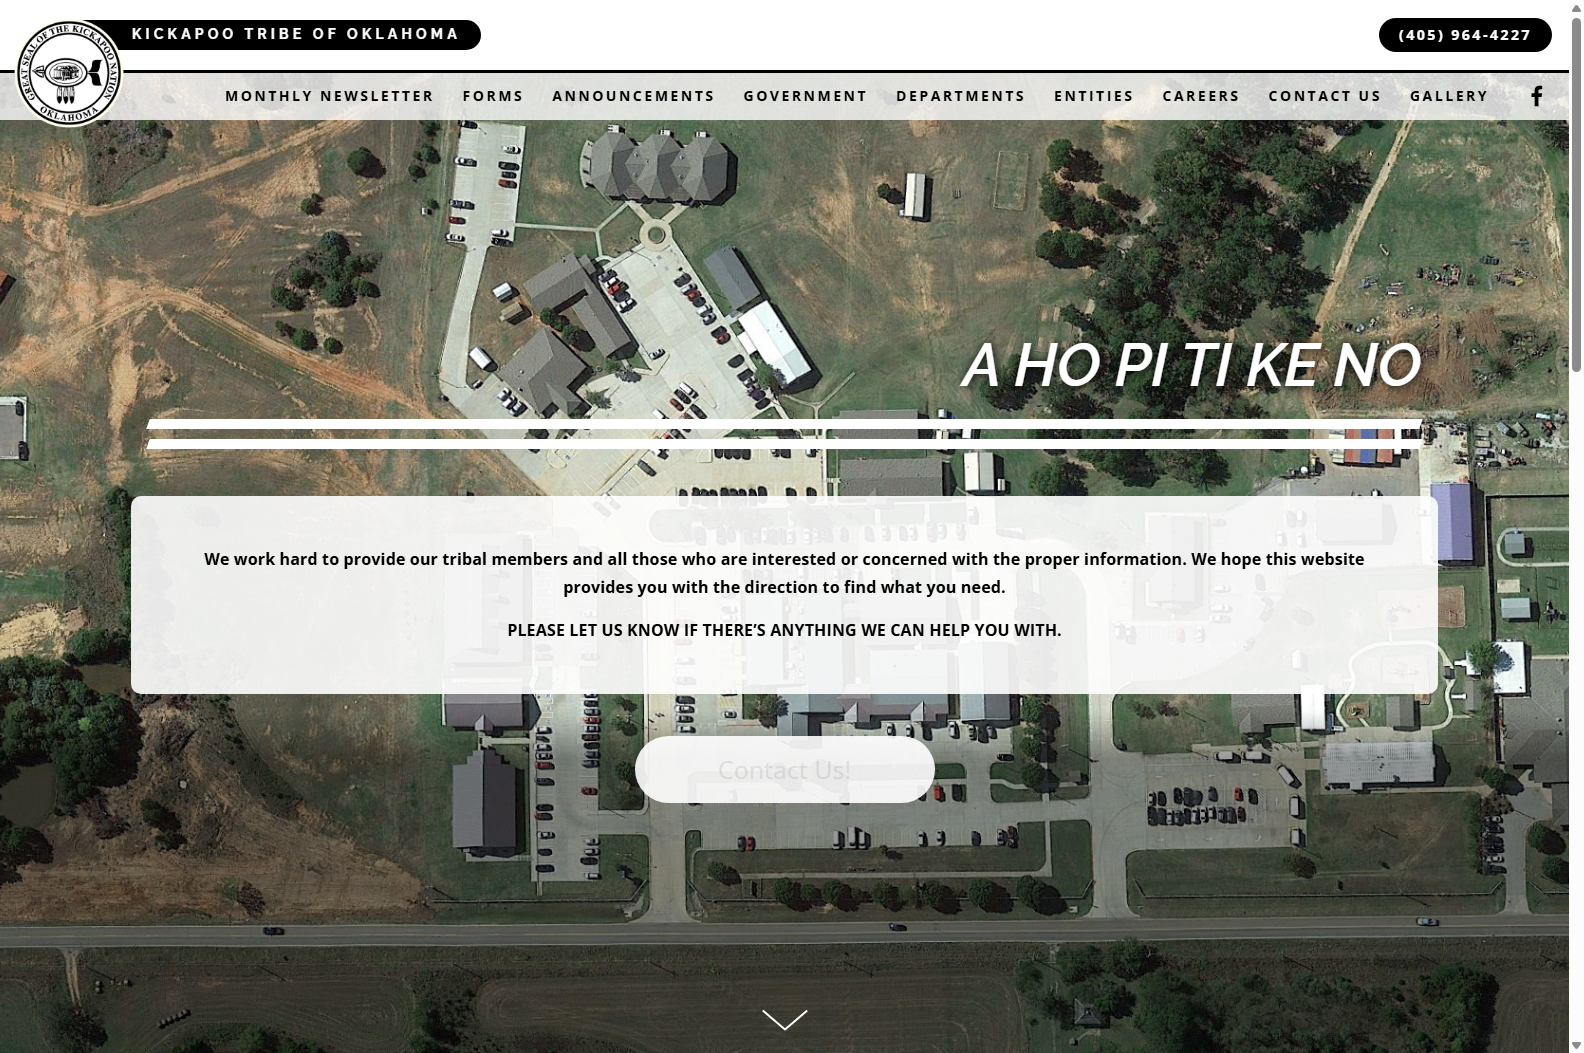 KICKAPOO TRIBE OF OKLAHOMA
(405) 964-4227
GREAT SEAL OF THE KICKAPOO NATION
OKLAHOMA
MONTHLY NEWSLETTER FORMS ANNOUNCEMENTS GOVERNMENT DEPARTMENTS ENTITIES CAREERS CONTACT US GALLERY
A HO PI TI KE NO
We work hard to provide our tribal members and all those who are interested or concerned with the proper information. We hope this website
provides you with the direction to find what you need.
PLEASE LET US KNOW IF THERE’S ANYTHING WE CAN HELP YOU WITH.
Contact Us!